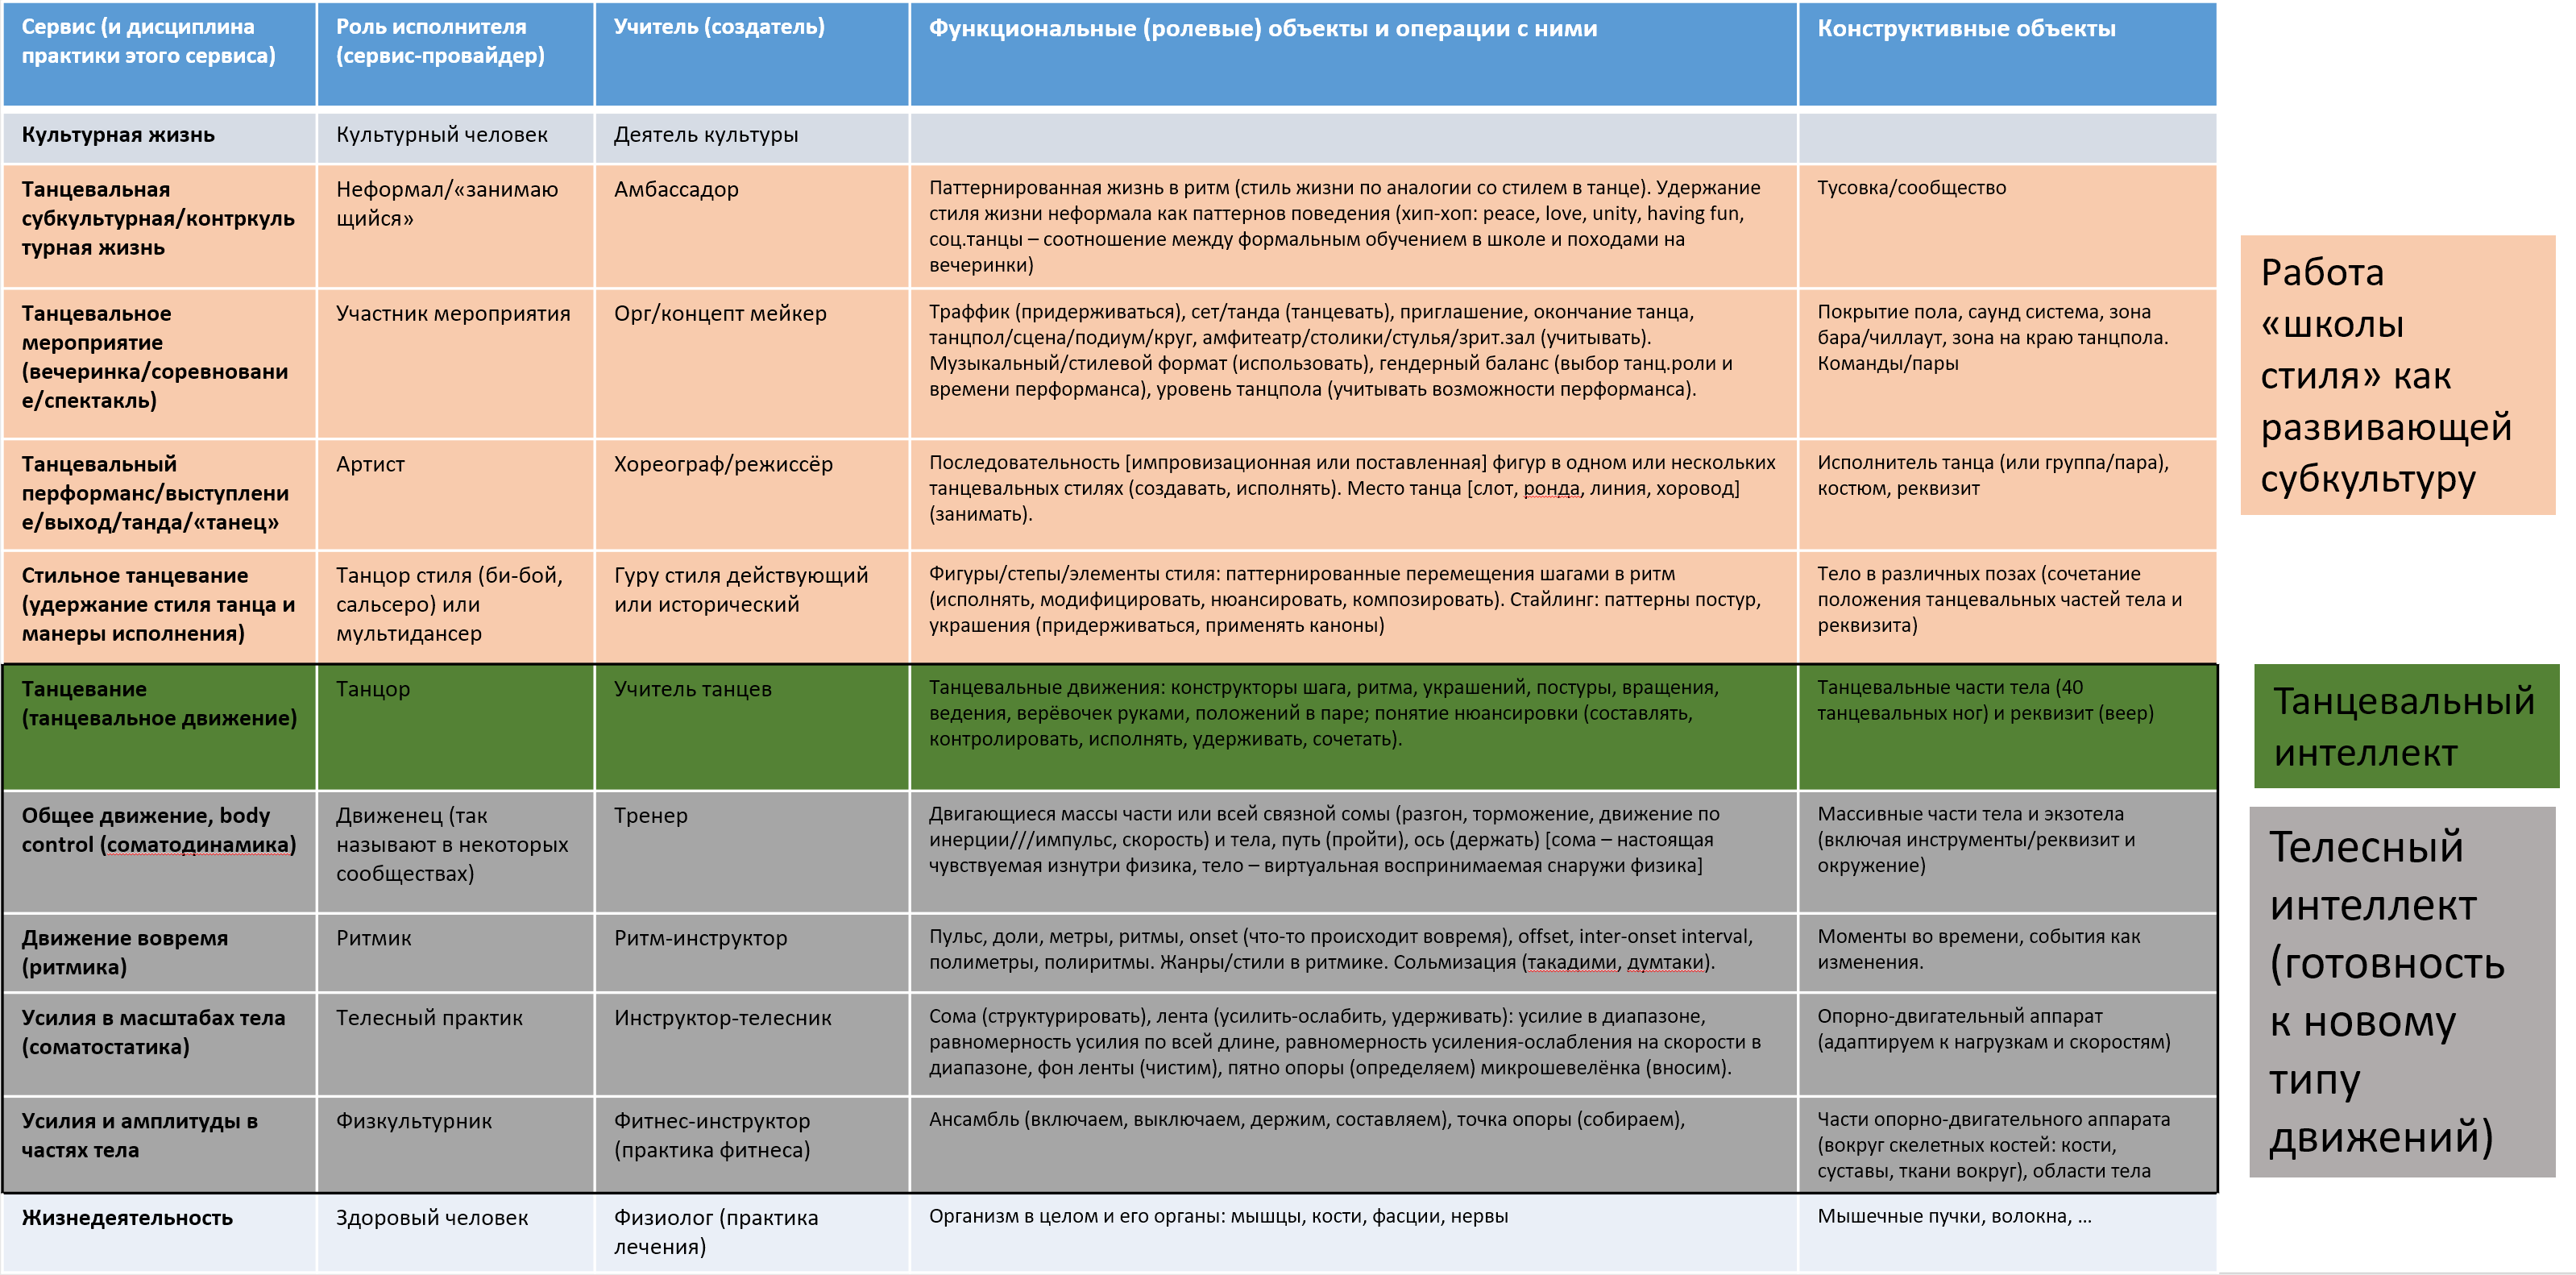 Сервис (и дисциплина
практики этого сервиса)
Роль исполнителя
(сервис-провайдер)
Учитель (создатель)
Функциональные (ролевые) объекты и операции с ними
Конструктивные объекты
Культурная жизнь
Культурный человек
Деятель культуры
Танцевальная
субкультурная/контркуль
турная жизнь
Неформал/«занимаю
щийся»
Амбассадор
Паттернированная жизнь в ритм (стиль жизни по аналогии со стилем в танце). Удержание
стиля жизни неформала как паттернов поведения (хип-хоп: peace, love, unity, having fun,
соц.танцы – соотношение между формальным обучением в школе и походами на
вечеринки)
Тусовка/сообщество
Танцевальное
мероприятие
(вечеринка/соревновани
е/спектакль)
Участник мероприятия
Орг/концепт мейкер
Траффик (придерживаться), сет/танда (танцевать), приглашение, окончание танца,
танцпол/сцена/подиум/круг, амфитеатр/столики/стулья/зрит.зал (учитывать).
Музыкальный/стилевой формат (использовать), гендерный баланс (выбор танц.роли и
времени перформанса), уровень танцпола (учитывать возможности перформанса).
Покрытие пола, саунд система, зона
бара/чиллаут, зона на краю танцпола.
Команды/пары
Танцевальный
перформанс/выступлени
е/выход/танда/«танец»
Артист
Хореограф/режиссёр
Последовательность [импровизационная или поставленная] фигур в одном или нескольких
танцевальных стилях (создавать, исполнять). Место танца [слот, ронда, линия, хоровод]
(занимать).
Исполнитель танца (или группа/пара),
костюм, реквизит
Стильное танцевание
(удержание стиля танца и
манеры исполнения)
Танцор стиля (би-бой,
сальсеро) или
мультидансер
Гуру стиля действующий
или исторический
Фигуры/степы/элементы стиля: паттернированные перемещения шагами в ритм
(исполнять, модифицировать, нюансировать, композировать). Стайлинг: паттерны постур,
украшения (придерживаться, применять каноны)
Тело в различных позах (сочетание
положения танцевальных частей тела и
реквизита)
Работа
«школы
стиля» как
развивающей
субкультуру
Танцевание
(танцевальное движение)
Танцор
Учитель танцев
Танцевальные движения: конструкторы шага, ритма, украшений, постуры, вращения,
ведения, верёвочек руками, положений в паре; понятие нюансировки (составлять,
контролировать, исполнять, удерживать, сочетать).
Танцевальные части тела (40
танцевальных ног) и реквизит (веер)
Танцевальный
интеллект
Общее движение, body
control (соматодинамика)
Движенец (так
называют в некоторых
сообществах)
Тренер
Двигающиеся массы части или всей связной сомы (разгон, торможение, движение по
инерции///импульс, скорость) и тела, путь (пройти), ось (держать) [сома – настоящая
чувствуемая изнутри физика, тело – виртуальная воспринимаемая снаружи физика]
Массивные части тела и экзотела
(включая инструменты/реквизит и
окружение)
Движение вовремя
(ритмика)
Ритмик
Ритм-инструктор
Пульс, доли, метры, ритмы, onset (что-то происходит вовремя), offset, inter-onset interval,
полиметры, полиритмы. Жанры/стили в ритмике. Сольмизация (такадими, думтаки).
Моменты во времени, события как
изменения.
Усилия в масштабах тела
(соматостатика)
Телесный практик
Инструктор-телесник
Сома (структурировать), лента (усилить-ослабить, удерживать): усилие в диапазоне,
равномерность усилия по всей длине, равномерность усиления-ослабления на скорости в
диапазоне, фон ленты (чистим), пятно опоры (определяем) микрошевелёнка (вносим).
Опорно-двигательный аппарат
(адаптируем к нагрузкам и скоростям)
Усилия и амплитуды в
частях тела
Физкультурник
Фитнес-инструктор
(практика фитнеса)
Ансамбль (включаем, выключаем, держим, составляем), точка опоры (собираем),
Части опорно-двигательного аппарата
(вокруг скелетных костей: кости,
суставы, ткани вокруг), области тела
Телесный
интеллект
(готовность
к новому
типу
движений)
Жизнедеятельность
Здоровый человек
Физиолог (практика
лечения)
Организм в целом и его органы: мышцы, кости, фасции, нервы
Мышечные пучки, волокна, ...